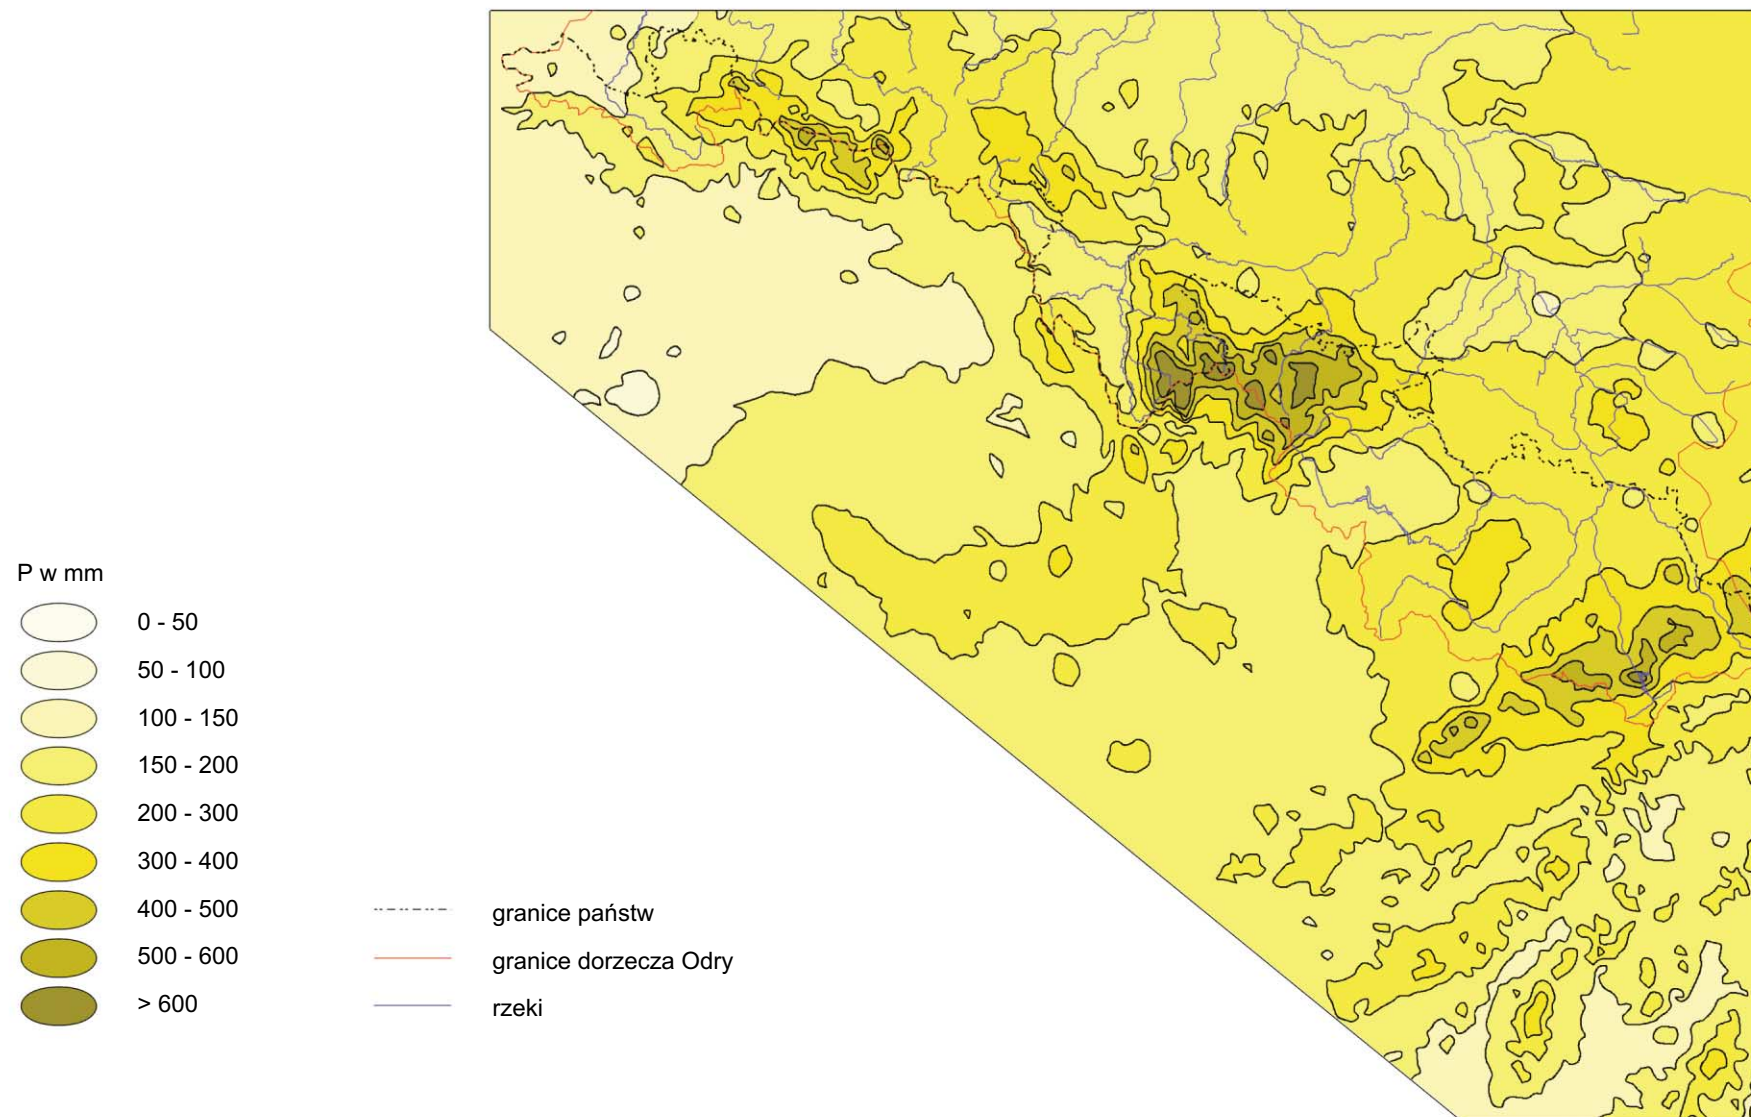 P w mm
0 - 50
50 - 100
100 - 150
150 - 200
200 - 300
300 - 400
400 - 500
500 - 600
> 600
granice państw
granice dorzecza Odry
rzeki